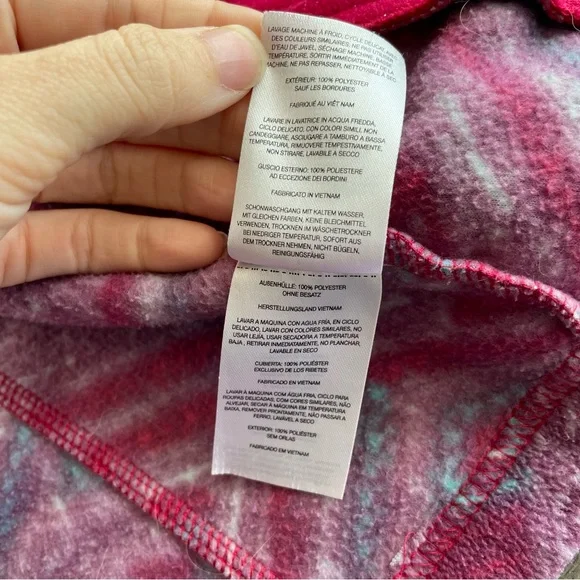 LAVAGE MACHINE À FROID, CYCLE DELICAT, AVEC
DES COULEURS SIMILAIRES, NE PAS UTILISER
D'EAU DE JAVEL, SÉCHAGE MACHINE, BASSE
TEMPÉRATURE, SORTIR IMMÉDIATEMENT DE LA
MACHINE, NE PAS REPASSER, NETTOYABLE À SEC
EXTÉRIEUR: 100% POLYESTER
SAUF LES BORDURES
FABRIQUÉ AU VIÊT NAM
LAVARE IN LAVATRICE IN ACQUA FREDDA,
CICLO DELICATO, CON COLORI SIMILI, NON
CANDEGGIARE, ASCIUGARE A TAMBURO A BASSA
TEMPERATURA, RIMUOVERE TEMPESTIVAMENTE,
NON STIRARE, LAVABILE A SECCO
GUSCIO ESTERNO: 100% POLIESTERE
AD ECCEZIONE DEI BORDINI
FABBRICATO IN VIETNAM
SCHONWASCHGANG MIT KALTEM WASSER,
MIT GLEICHEN FARBEN, KEINE BLEICHMITTEL
VERWENDEN, TROCKNEN IM WÄSCHETROCKNER
BEI NIEDRIGER TEMPERATUR, SOFORT AUS
DEM TROCKNER NEHMEN, NICHT BÜGELN,
REINIGUNGSFÄHIG
AUßENHÜLLE: 100% POLYESTER
OHNE BESATZ
HERSTELLUNGSLAND VIETNAM
LAVAR A MAQUINA CON AGUA FRÍA, EN CICLO
DELICADO, LAVAR CON COLORES SIMILARES, NO
USAR LEJÍA, USAR SECADORA A TEMPERATURA
BAJA , RETIRAR INMEDIATAMENTE, NO PLANCHAR,
LAVABLE EN SECO
CUBIERTA: 100% POLIÉSTER
EXCLUSIVO DE LOS RIBETES
FABRICADO EN VIETNAM
LAVAR À MÁQUINA COM ÁGUA FRIA, CICLO PARA
ROUPAS DELICADAS, COM CORES SIMILARES, NÃO
ALVEJAR, SECAR À MÁQUINA EM TEMPERATURA
BAIXA, REMOVER PRONTAMENTE, NÃO PASSAR A
FERRO, LAVÁVEL A SECO
EXTERIOR: 100% POLIÉSTER
SEM ORLAS
FABRICADO EM VIETNAM